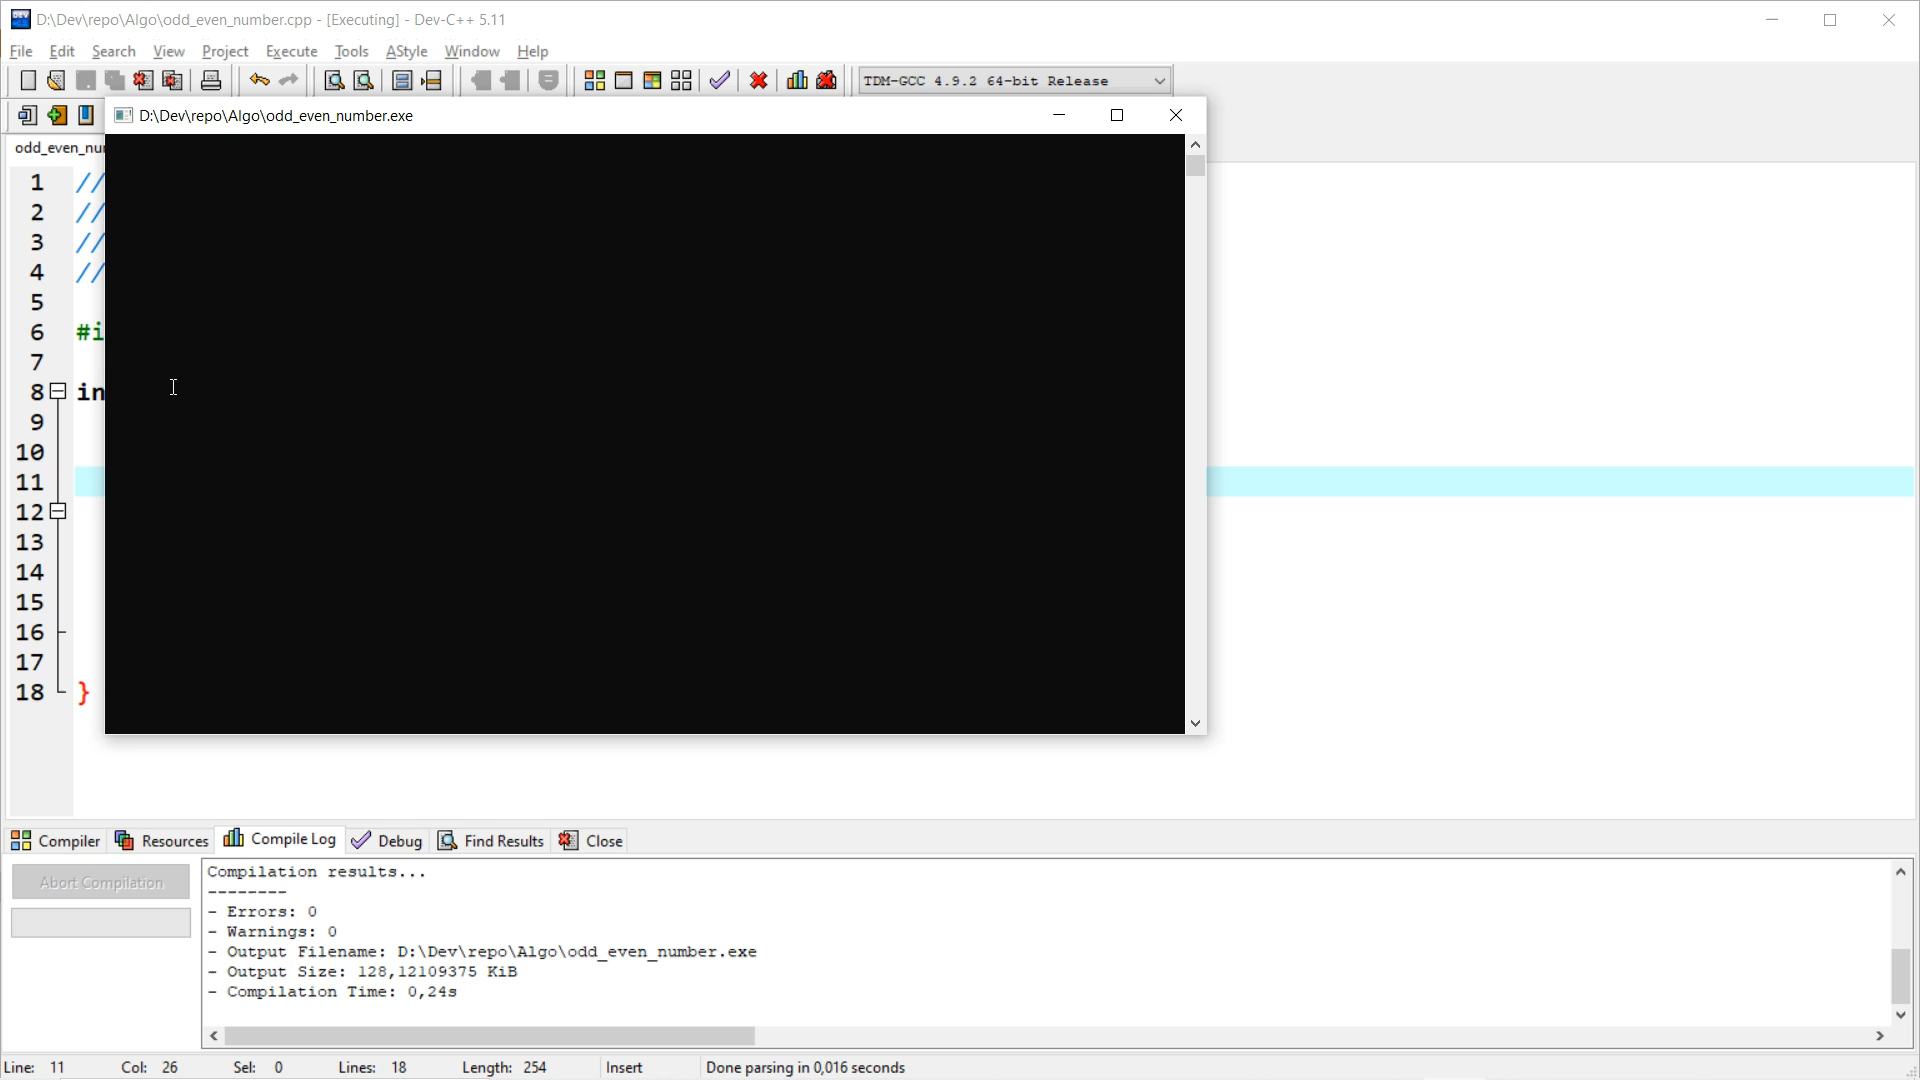 D:\Dev\repo\Algo\odd_even_number.cpp - [Executing] - Dev-C++ 5.11
File Edit Search View Project Execute Tools AStyle Window Help
TDM-GCC 4.9.2 64-bit Release
D:\Dev\repo\Algo\odd_even_number.exe
odd_even_nu
1 //
2 //
3 //
4 //
5
6 #i
7
8 in
9
10
11
12
13
14
15
16
17
18 }
Compiler Resources Compile Log Debug Find Results Close
Abort Compilation
Compilation results...
--------
- Errors: 0
- Warnings: 0
- Output Filename: D:\Dev\repo\Algo\odd_even_number.exe
- Output Size: 128,12109375 KiB
- Compilation Time: 0,24s
Line: 11 Col: 26 Sel: 0 Lines: 18 Length: 254 Insert Done parsing in 0,016 seconds